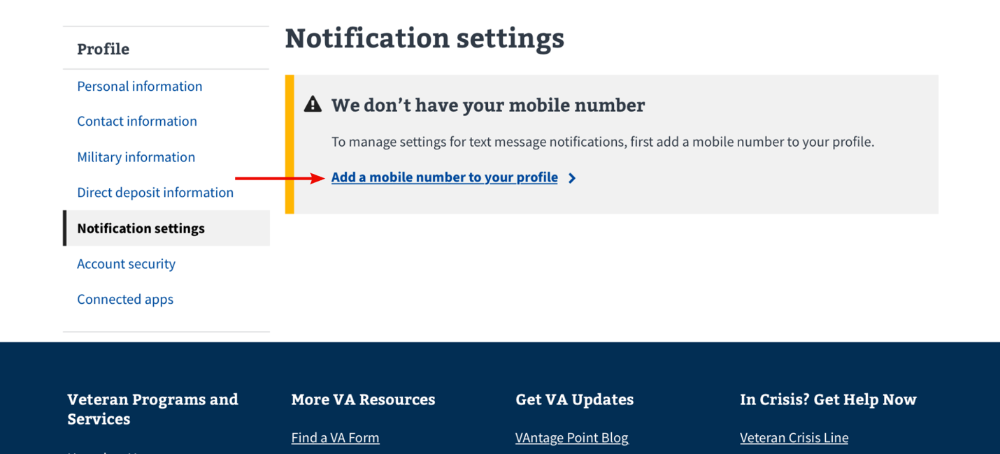 Profile
Personal information
Contact information
Military information
Direct deposit information
Notification settings
Account security
Connected apps
Notification settings
We don’t have your mobile number
To manage settings for text message notifications, first add a mobile number to your profile.
Add a mobile number to your profile
Veteran Programs and
Services
More VA Resources
Find a VA Form
Get VA Updates
VAntage Point Blog
In Crisis? Get Help Now
Veteran Crisis Line